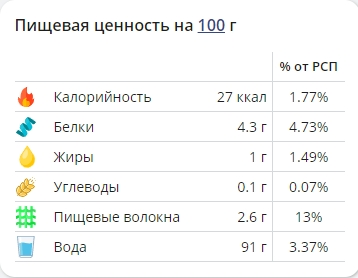 Пищевая ценность на 100 г
% от РСП
Калорийность 27 ккал 1.77%
Белки 4.3 г 4.73%
Жиры 1 г 1.49%
Углеводы 0.1 г 0.07%
Пищевые волокна 2.6 г 13%
Вода 91 г 3.37%